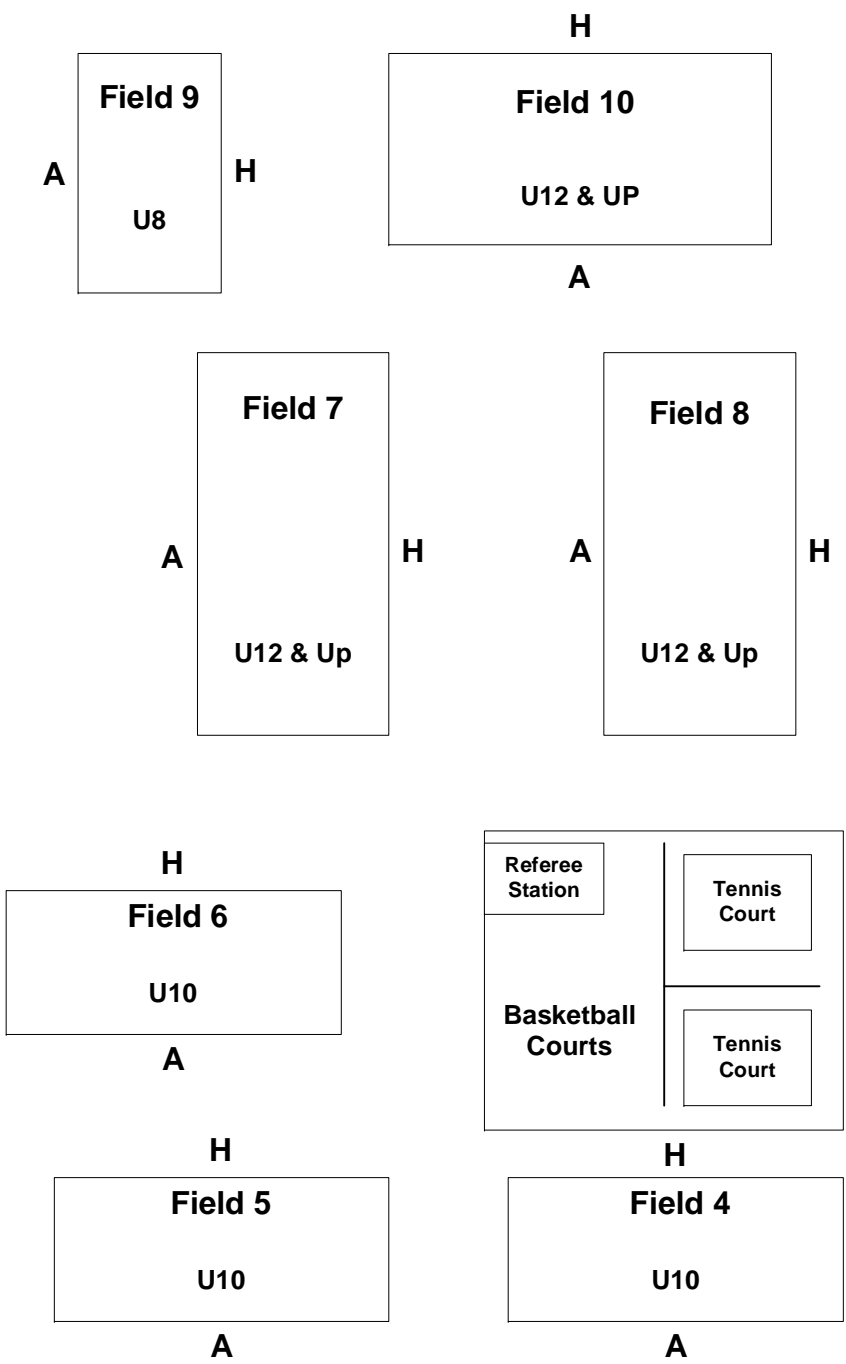 H
Field 9
Field 10
A
H
U12 & UP
U8
A
Field 7
Field 8
A
H
A
H
U12 & Up
U12 & Up
H
Referee
Station
Tennis
Court
Field 6
U10
Basketball
Courts
A
Tennis
Court
H
H
Field 5
Field 4
U10
U10
A
A